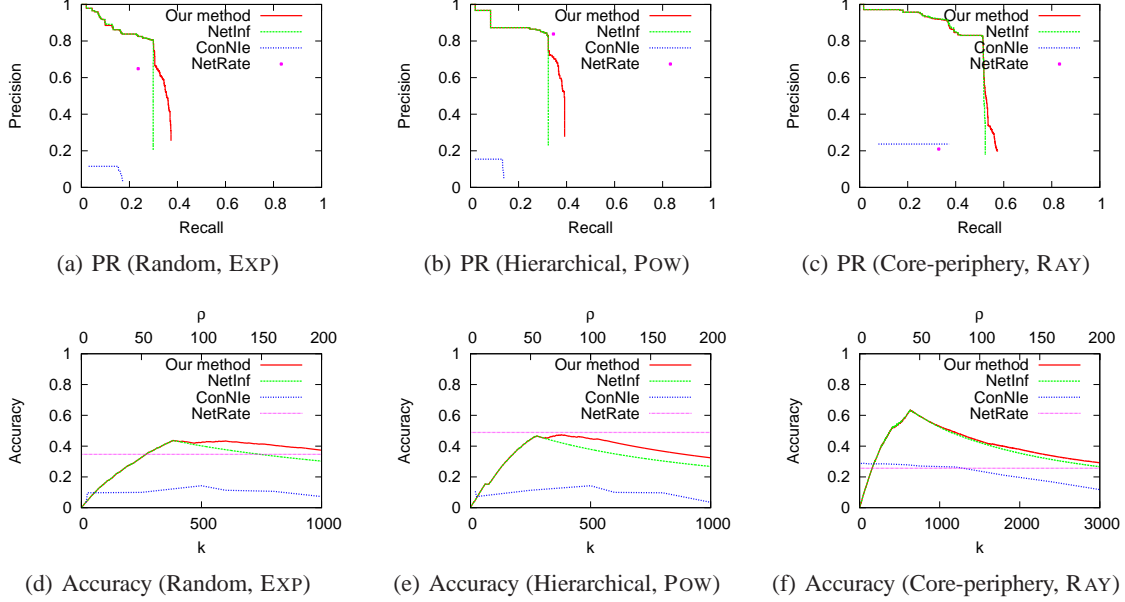 1
0.8
0.6
0.4
0.2
0
Precision
Our method
NetInf
ConNIe
NetRate
0 0.2 0.4 0.6 0.8 1
Recall
(a) PR (Random, EXP)
1
0.8
0.6
0.4
0.2
0
Precision
Our method
NetInf
ConNIe
NetRate
0 0.2 0.4 0.6 0.8 1
Recall
(b) PR (Hierarchical, POW)
1
0.8
0.6
0.4
0.2
0
Precision
Our method
NetInf
ConNIe
NetRate
0 0.2 0.4 0.6 0.8 1
Recall
(c) PR (Core-periphery, RAY)
ρ
0 50 100 150 200
1
0.8
0.6
0.4
0.2
0
Accuracy
Our method
NetInf
ConNIe
NetRate
0 500 1000
k
(d) Accuracy (Random, EXP)
ρ
0 50 100 150 200
1
0.8
0.6
0.4
0.2
0
Accuracy
Our method
NetInf
ConNIe
NetRate
0 500 1000
k
(e) Accuracy (Hierarchical, POW)
ρ
0 50 100 150 200
1
0.8
0.6
0.4
0.2
0
Accuracy
Our method
NetInf
ConNIe
NetRate
0 1000 2000 3000
k
(f) Accuracy (Core-periphery, RAY)